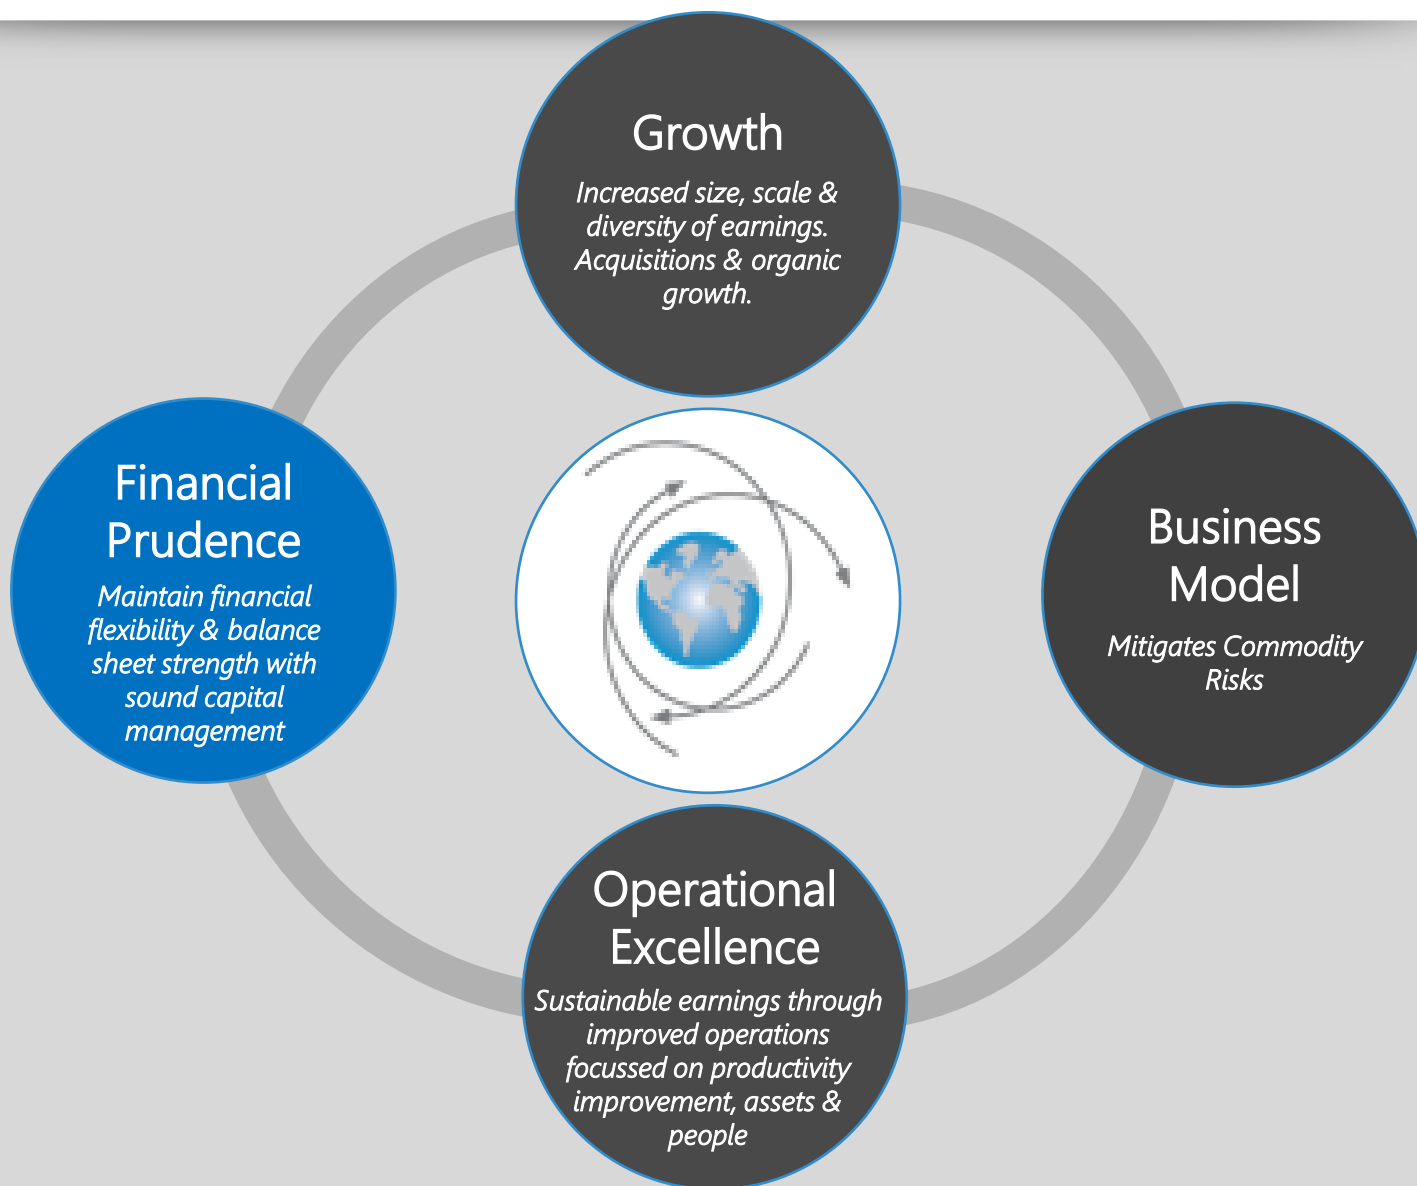 Growth
Increased size, scale &
diversity of earnings.
Acquisitions & organic
growth.
Financial
Prudence
Maintain financial
flexibility & balance
sheet strength with
sound capital
management
Business
Model
Mitigates Commodity
Risks
Operational
Excellence
Sustainable earnings through
improved operations
focussed on productivity
improvement, assets &
people